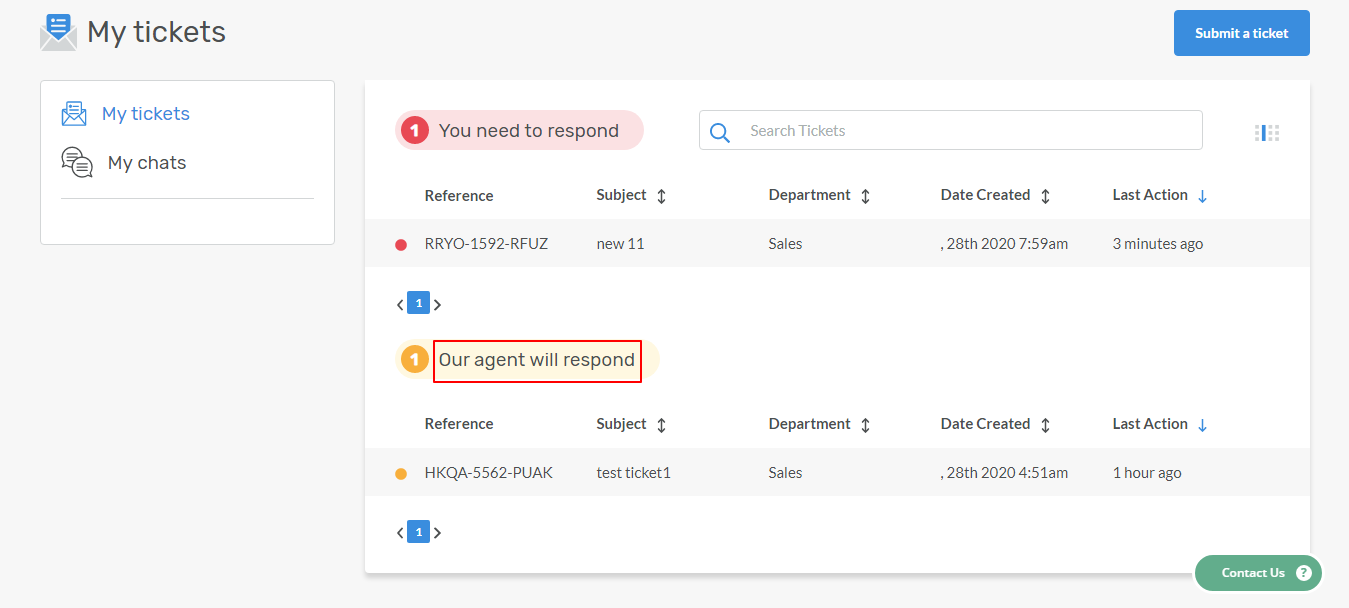 My tickets
Submit a ticket
My tickets
My chats
1 You need to respond
Search Tickets
Reference Subject Department Date Created Last Action
RRYO-1592-RFUZ new 11 Sales , 28th 2020 7:59am 3 minutes ago
1
1 Our agent will respond
Reference Subject Department Date Created Last Action
HKQA-5562-PUAK test ticket1 Sales , 28th 2020 4:51am 1 hour ago
1
Contact Us ?